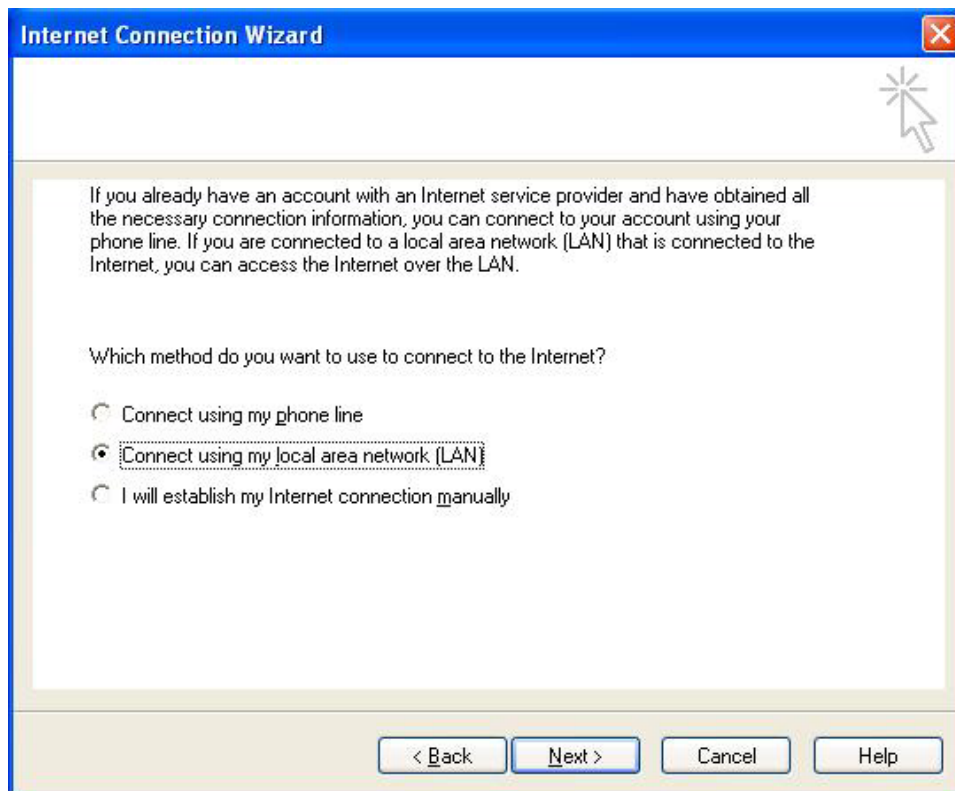 Internet Connection Wizard
If you already have an account with an Internet service provider and have obtained all
the necessary connection information, you can connect to your account using your
phone line. If you are connected to a local area network (LAN) that is connected to the
Internet, you can access the Internet over the LAN.
Which method do you want to use to connect to the Internet?
Connect using my phone line
Connect using my local area network (LAN)
I will establish my Internet connection manually
< Back Next > Cancel Help